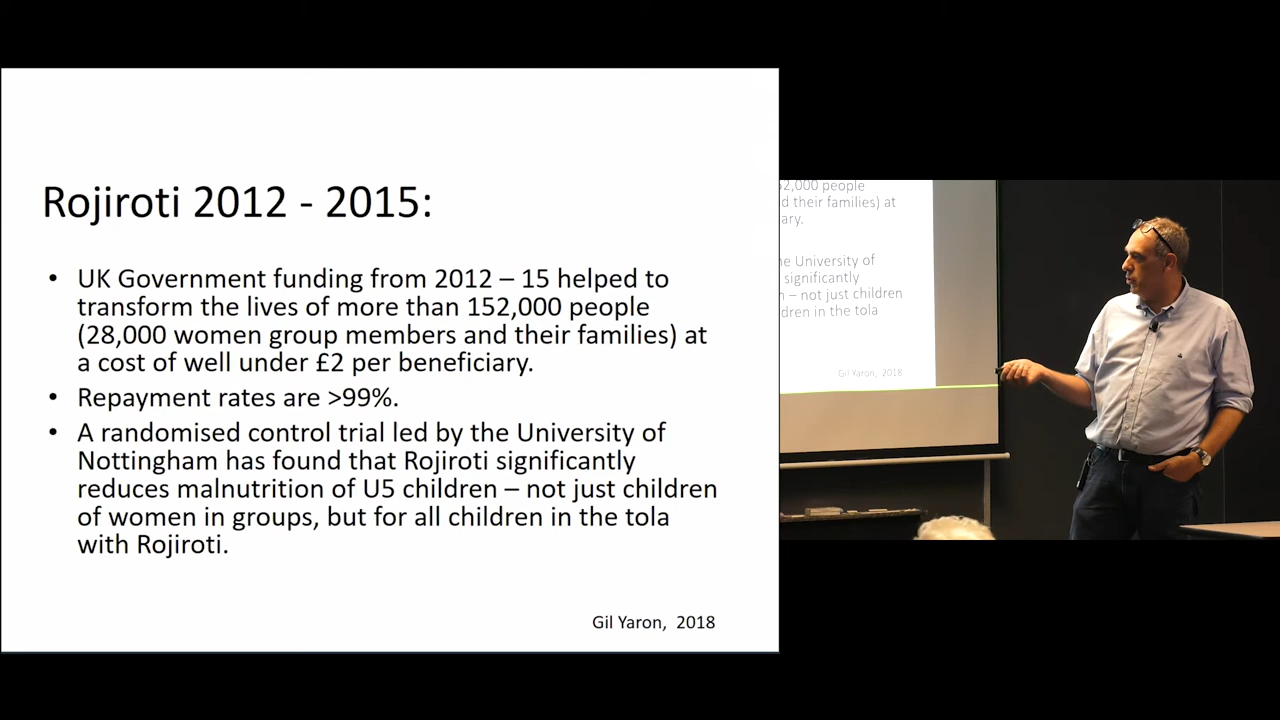 Rojiroti 2012 - 2015:
• UK Government funding from 2012 – 15 helped to
transform the lives of more than 152,000 people
(28,000 women group members and their families) at
a cost of well under £2 per beneficiary.
• Repayment rates are >99%.
• A randomised control trial led by the University of
Nottingham has found that Rojiroti significantly
reduces malnutrition of U5 children – not just children
of women in groups, but for all children in the tola
with Rojiroti.
Gil Yaron, 2018
52,000 people
d their families) at
ary.
he University of
significantly
n – not just children
dren in the tola
Gil Yaron, 2018